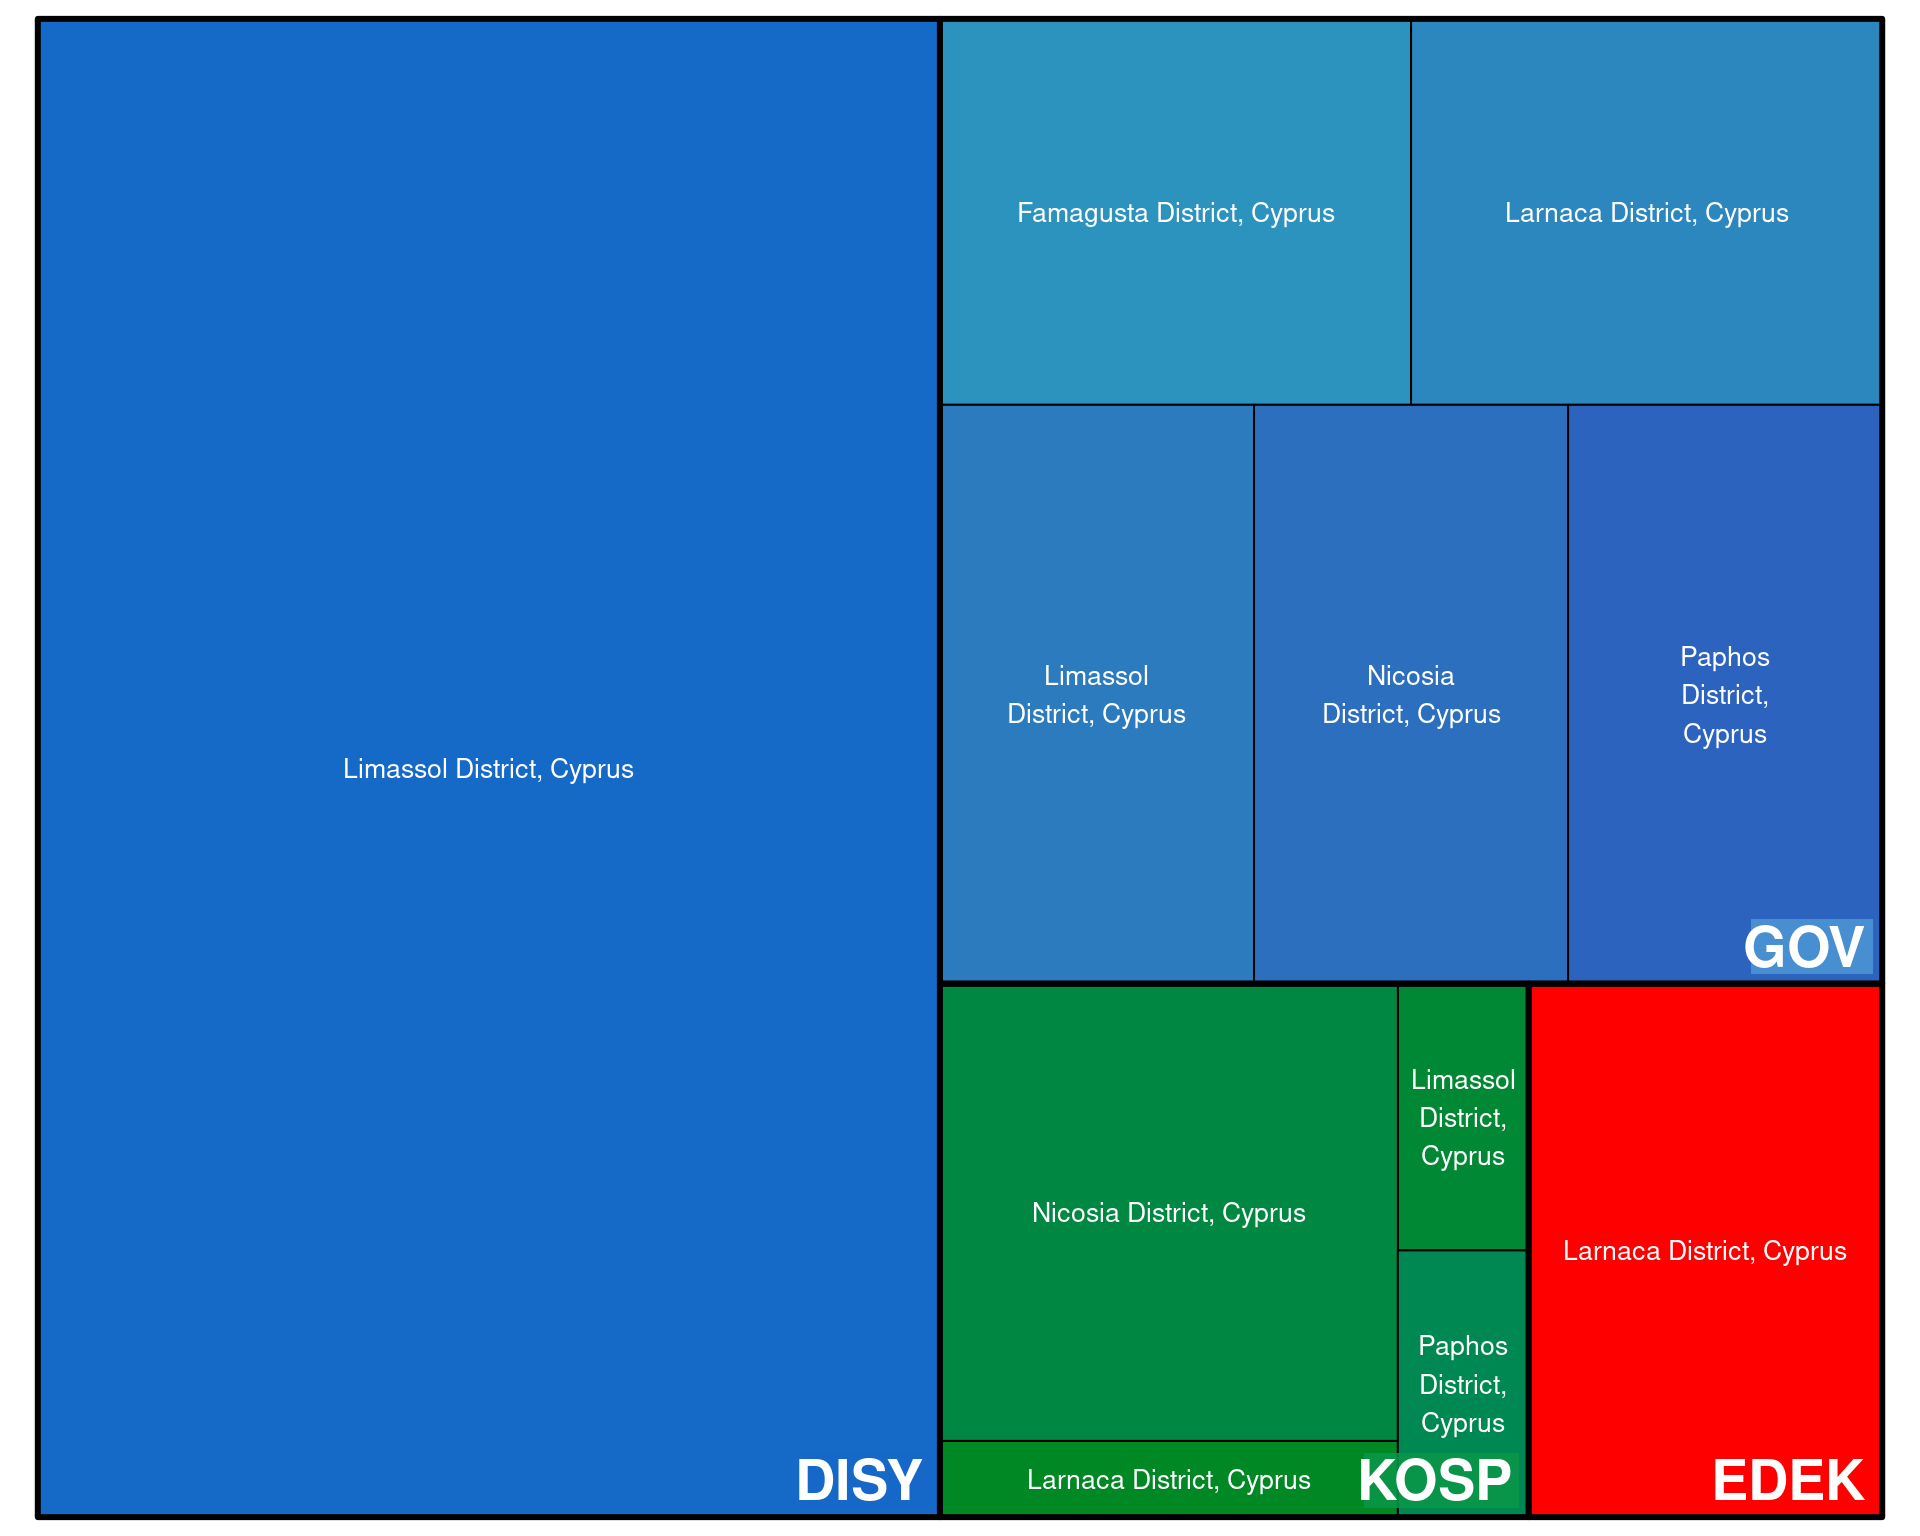 Limassol District, Cyprus
DISY
Famagusta District, Cyprus
Larnaca District, Cyprus
Limassol
District, Cyprus
Nicosia
District, Cyprus
Paphos
District,
Cyprus
GOV
Nicosia District, Cyprus
Limassol
District,
Cyprus
Paphos
District,
Cyprus
Larnaca District, Cyprus
KOSP
Larnaca District, Cyprus
EDEK